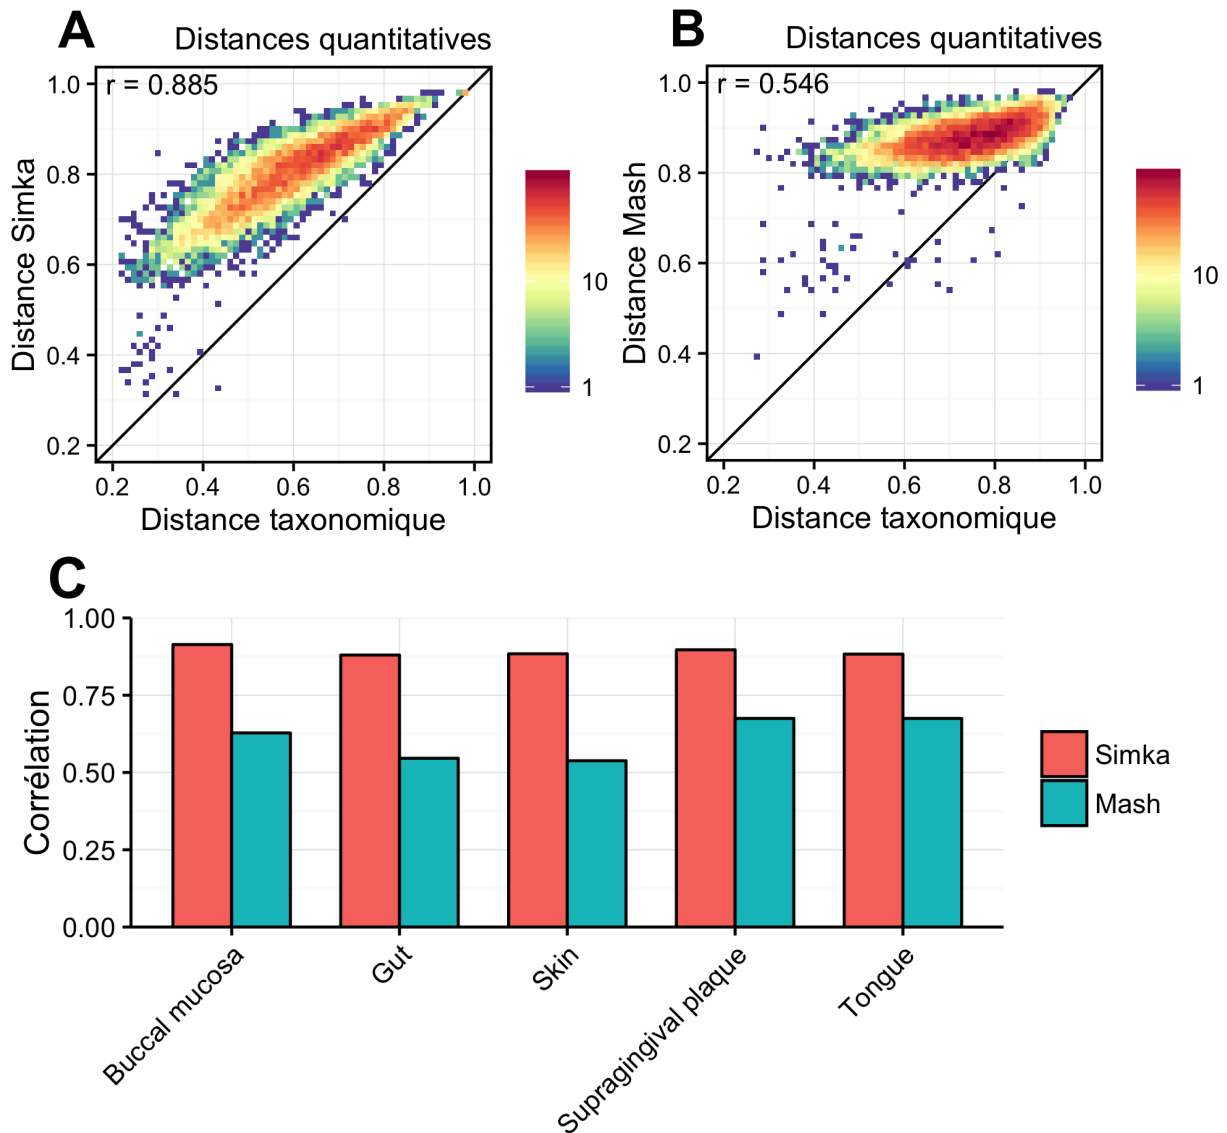 A
Distances quantitatives
r = 0.885
1.0
0.8
0.6
0.4
0.2
Distance Simka
0.2 0.4 0.6 0.8 1.0
Distance taxonomique
10
1
B
Distances quantitatives
r = 0.546
1.0
0.8
0.6
0.4
0.2
Distance Mash
0.2 0.4 0.6 0.8 1.0
Distance taxonomique
10
1
C
1.00
0.75
0.50
0.25
0.00
Corrélation
Buccal mucosa
Gut
Skin
Supragingival plaque
Tongue
Simka
Mash